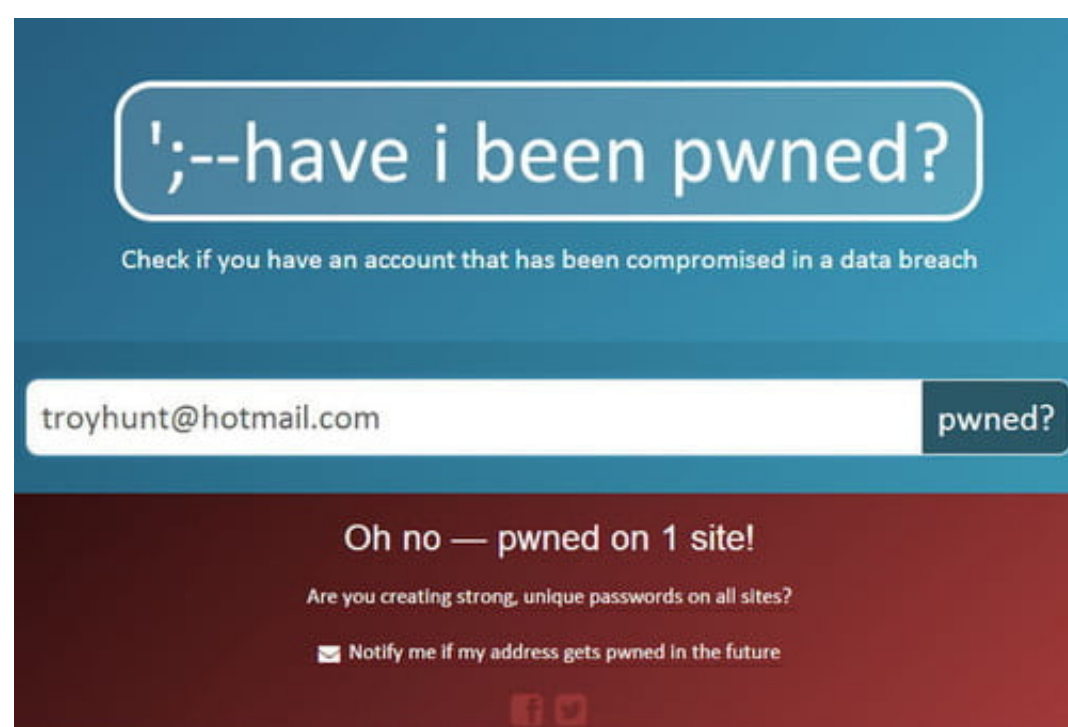 ';--have i been pwned?
Check if you have an account that has been compromised in a data breach
troyhunt@hotmail.com
pwned?
Oh no — pwned on 1 site!
Are you creating strong, unique passwords on all sites?
Notify me if my address gets pwned in the future